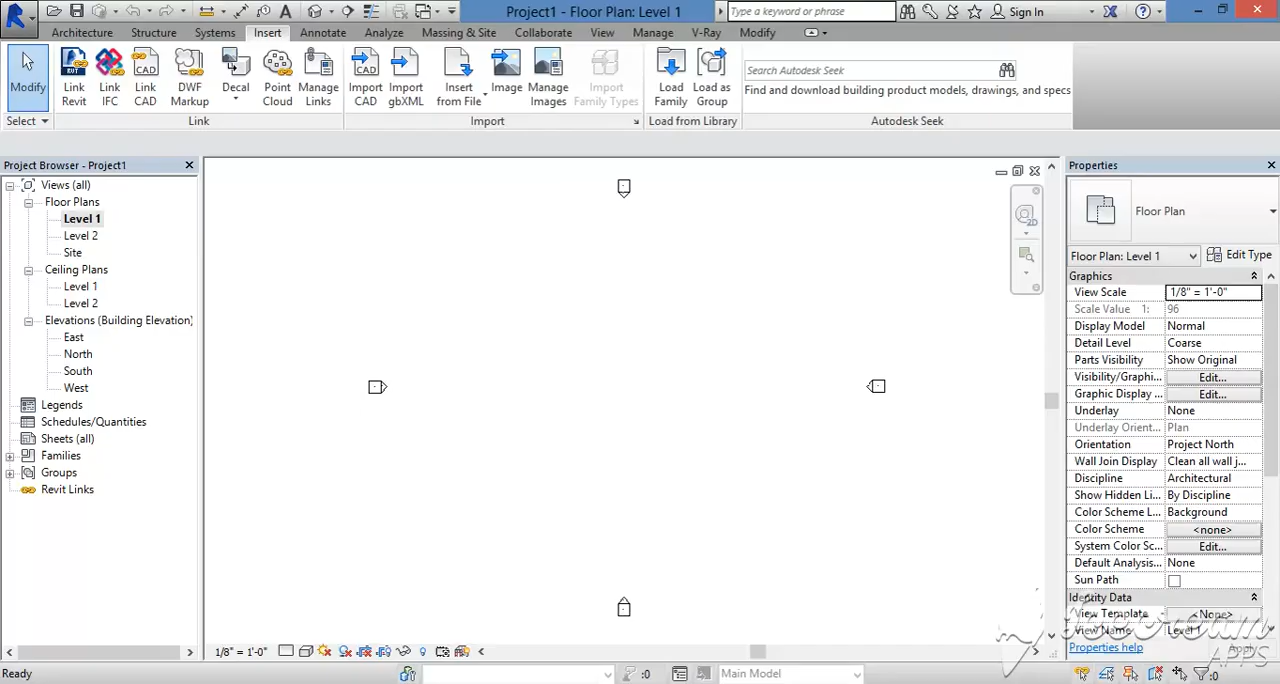 Project1 - Floor Plan: Level 1
Type a keyword or phrase
Sign In
Architecture
Structure
Systems
Insert
Annotate
Analyze
Massing & Site
Collaborate
View
Manage
V-Ray
Modify
Modify
Link Revit
Link IFC
Link CAD
DWF Markup
Decal
Point Cloud
Manage Links
Import CAD
Import gbXML
Insert from File
Image
Manage Images
Import Family Types
Load Family
Load as Group
Search Autodesk Seek
Find and download building product models, drawings, and specs
Select
Link
Import
Load from Library
Autodesk Seek
Project Browser - Project1
Views (all)
Floor Plans
Level 1
Level 2
Site
Ceiling Plans
Level 1
Level 2
Elevations (Building Elevation)
East
North
South
West
Legends
Schedules/Quantities
Sheets (all)
Families
Groups
Revit Links
2D
Properties
Floor Plan
Floor Plan: Level 1
Edit Type
Graphics
View Scale 1/8" = 1'-0"
Scale Value 1: 96
Display Model Normal
Detail Level Coarse
Parts Visibility Show Original
Visibility/Graphi... Edit...
Graphic Display ... Edit...
Underlay None
Underlay Orient... Plan
Orientation Project North
Wall Join Display Clean all wall j...
Discipline Architectural
Show Hidden Li... By Discipline
Color Scheme L... Background
Color Scheme <none>
System Color Sc... Edit...
Default Analysis... None
Sun Path
Identity Data
View Template <None>
View Name Level 1
Properties help
Apply
1/8" = 1'-0"
Ready
:0
Main Model
:0
APPS